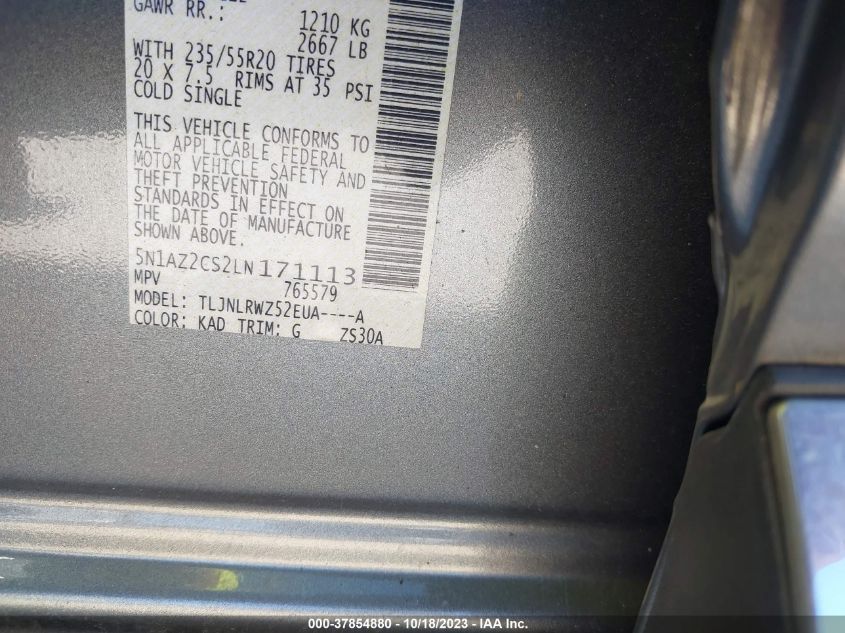 GAWR RR.:
1210 KG
2667 LB
WITH 235/55R20 TIRES
20 X 7.5 RIMS AT 35 PSI
COLD SINGLE
THIS VEHICLE CONFORMS TO
ALL APPLICABLE FEDERAL
MOTOR VEHICLE SAFETY AND
THEFT PREVENTION
STANDARDS IN EFFECT ON
THE DATE OF MANUFACTURE
SHOWN ABOVE.
5N1AZ2CS2LN171113
MPV 765579
MODEL: TLJNLRWZ52EUA----A
COLOR: KAD TRIM: G ZS30A
000-37854880 - 10/18/2023 - IAA Inc.